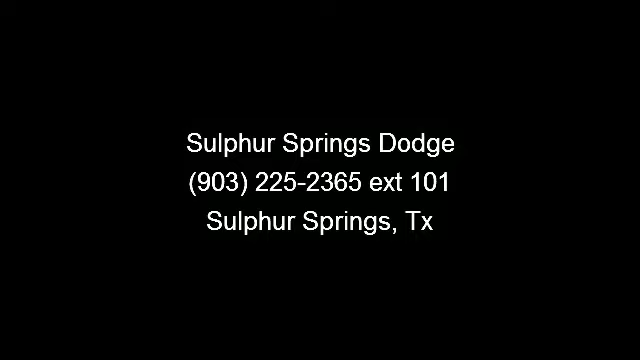 Sulphur Springs Dodge
(903) 225-2365 ext 101
Sulphur Springs, Tx